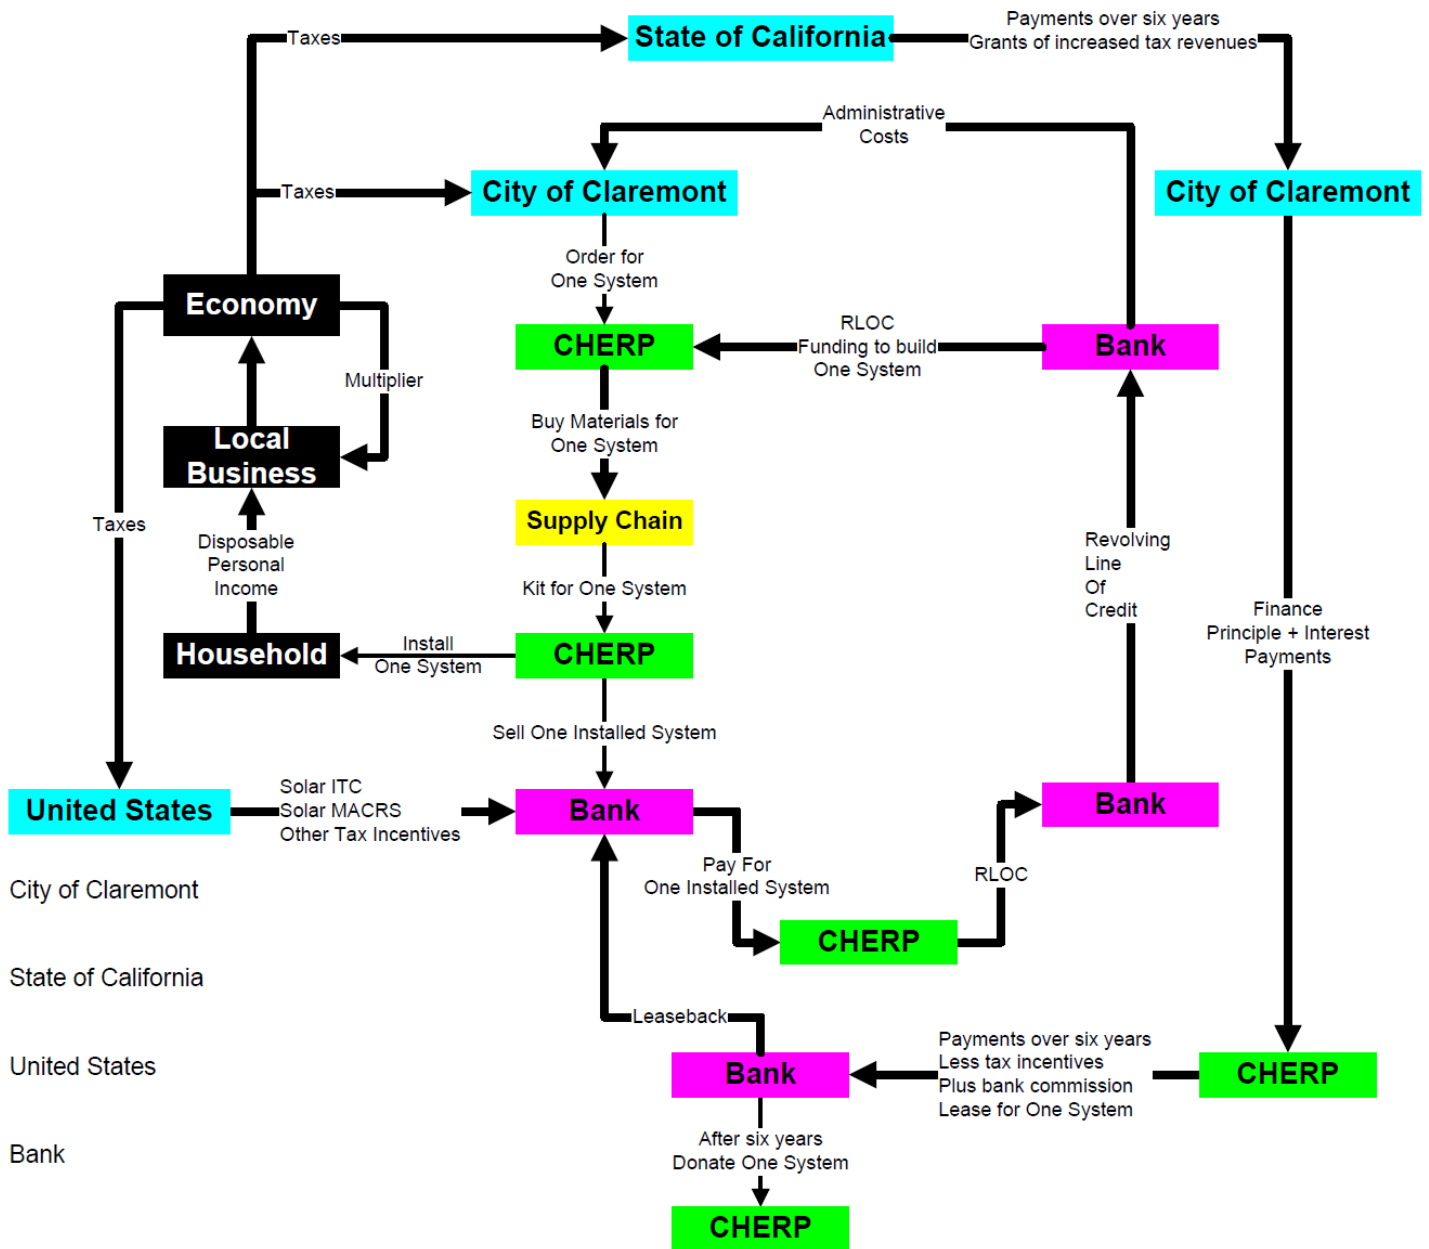 Taxes
State of California
Payments over six years
Grants of increased tax revenues
Administrative
Costs
Taxes
City of Claremont
City of Claremont
Order for
One System
Economy
CHERP
RLOC
Funding to build
One System
Bank
Multiplier
Local
Business
Buy Materials for
One System
Supply Chain
Taxes
Disposable
Personal
Income
Kit for One System
Revolving
Line
Of
Credit
Finance
Principle + Interest
Payments
Household
Install
One System
CHERP
Sell One Installed System
United States
Solar ITC
Solar MACRS
Other Tax Incentives
Bank
Bank
Pay For
One Installed System
RLOC
City of Claremont
CHERP
State of California
Leaseback
Payments over six years
Less tax incentives
Plus bank commission
Lease for One System
United States
Bank
CHERP
After six years
Donate One System
Bank
CHERP